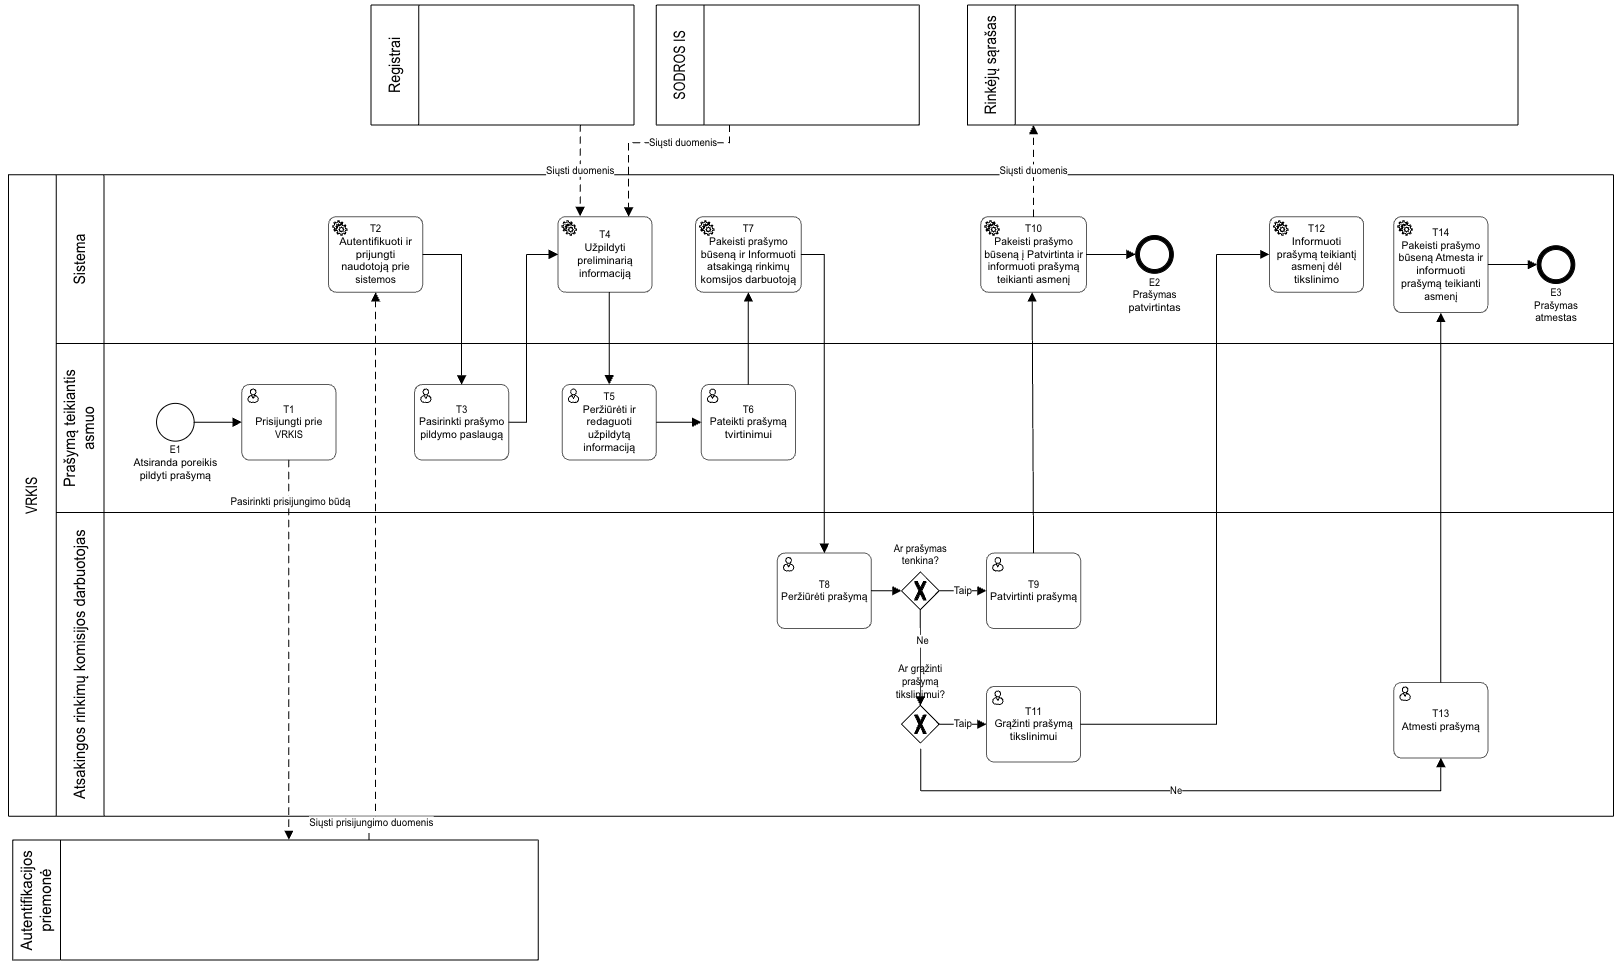 Registrai
SODROS IS
Rinkėjų sąrašas
Siųsti duomenis
Siųsti duomenis
Siųsti duomenis
VRKIS
Sistema
T2
Autentifikuoti ir
prijungti
naudotoją prie
sistemos
T4
Užpildyti
preliminarią
informaciją
T7
Pakeisti prašymo
būseną ir Informuoti
atsakingą rinkimų
komsijos darbuotoją
T10
Pakeisti prašymo
būseną į Patvirtinta ir
informuoti prašymą
teikianti asmenį
E2
Prašymas
patvirtintas
T12
Informuoti
prašymą teikiantį
asmenį dėl
tikslinimo
T14
Pakeisti prašymo
būseną Atmesta ir
informuoti
prašymą teikianti
asmenį
E3
Prašymas
atmestas
Prašymą teikiantis
asmuo
E1
Atsiranda poreikis
pildyti prašymą
T1
Prisijungti prie
VRKIS
T3
Pasirinkti prašymo
pildymo paslaugą
T5
Peržiūrėti ir
redaguoti
užpildytą
informaciją
T6
Pateikti prašymą
tvirtinimui
Pasirinkti prisijungimo būdą
Atsakingos rinkimų komisijos darbuotojas
T8
Peržiūrėti prašymą
Ar prašymas
tenkina?
Taip
T9
Patvirtinti prašymą
Ne
Ar grąžinti
prašymą
tikslinimui?
Taip
T11
Grąžinti prašymą
tikslinimui
T13
Atmesti prašymą
Ne
Siųsti prisijungimo duomenis
Autentifikacijos
priemonė